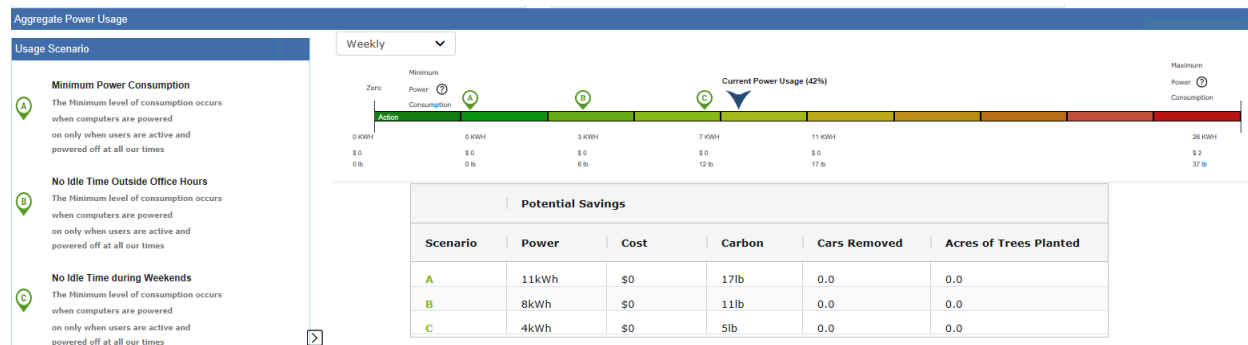 Aggregate Power Usage
Usage Scenario
A
Minimum Power Consumption
The Minimum level of consumption occurs
when computers are powered
on only when users are active and
powered off at all our times
B
No Idle Time Outside Office Hours
The Minimum level of consumption occurs
when computers are powered
on only when users are active and
powered off at all our times
C
No Idle Time during Weekends
The Minimum level of consumption occurs
when computers are powered
on only when users are active and
powered off at all our times
Weekly
Zero
Minimum
Power ?
Consumption
A
B
C
Current Power Usage (42%)
Maximum
Power ?
Consumption
Action
0 KWH 0 KWH 3 KWH 7 KWH 11 KWH 26 KWH
$ 0 $ 0 $ 0 $ 0 $ 0 $ 2
0 lb 0 lb 6 lb 12 lb 17 lb 37 lb
Potential Savings
Scenario Power Cost Carbon Cars Removed Acres of Trees Planted
A 11kWh $0 17lb 0.0 0.0
B 8kWh $0 11lb 0.0 0.0
C 4kWh $0 5lb 0.0 0.0